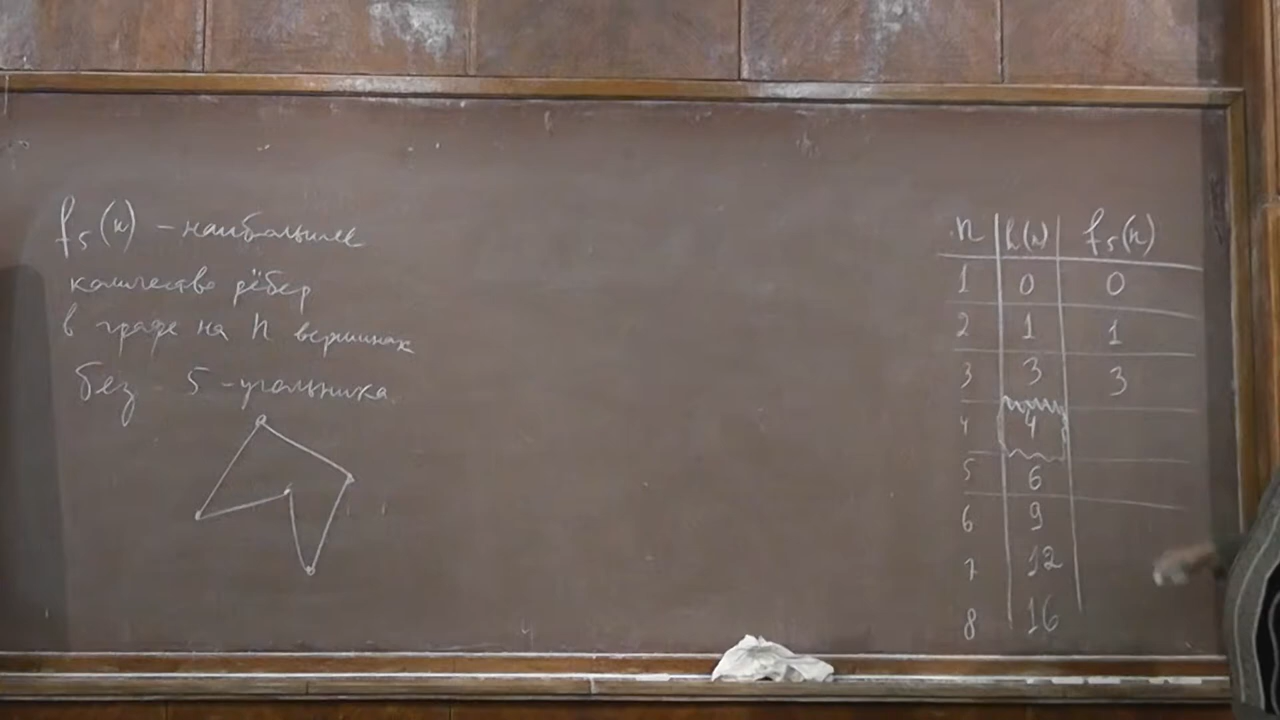 f₅(n) – наибольшее
количество рёбер
в графе на n вершинах
без 5-угольника
n h(n) f₅(n)
1 0 0
2 1 1
3 3 3
4 4
5 6
6 9
7 12
8 16